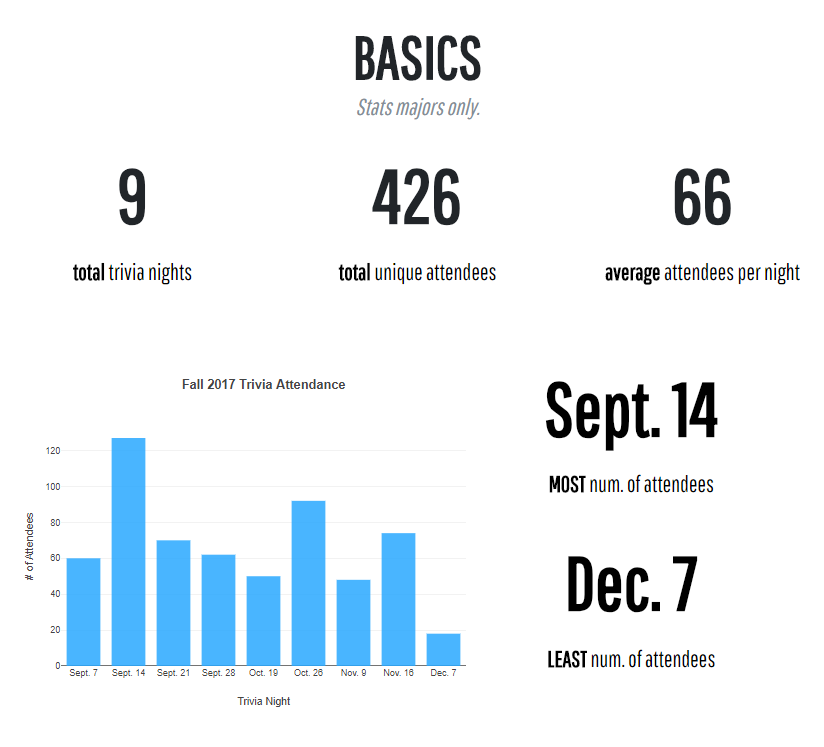 BASICS
Stats majors only.
9
total trivia nights
426
total unique attendees
66
average attendees per night
Fall 2017 Trivia Attendance
# of Attendees
120
100
80
60
40
20
0
Sept. 7 Sept. 14 Sept. 21 Sept. 28 Oct. 19 Oct. 26 Nov. 9 Nov. 16 Dec. 7
Trivia Night
Sept. 14
MOST num. of attendees
Dec. 7
LEAST num. of attendees